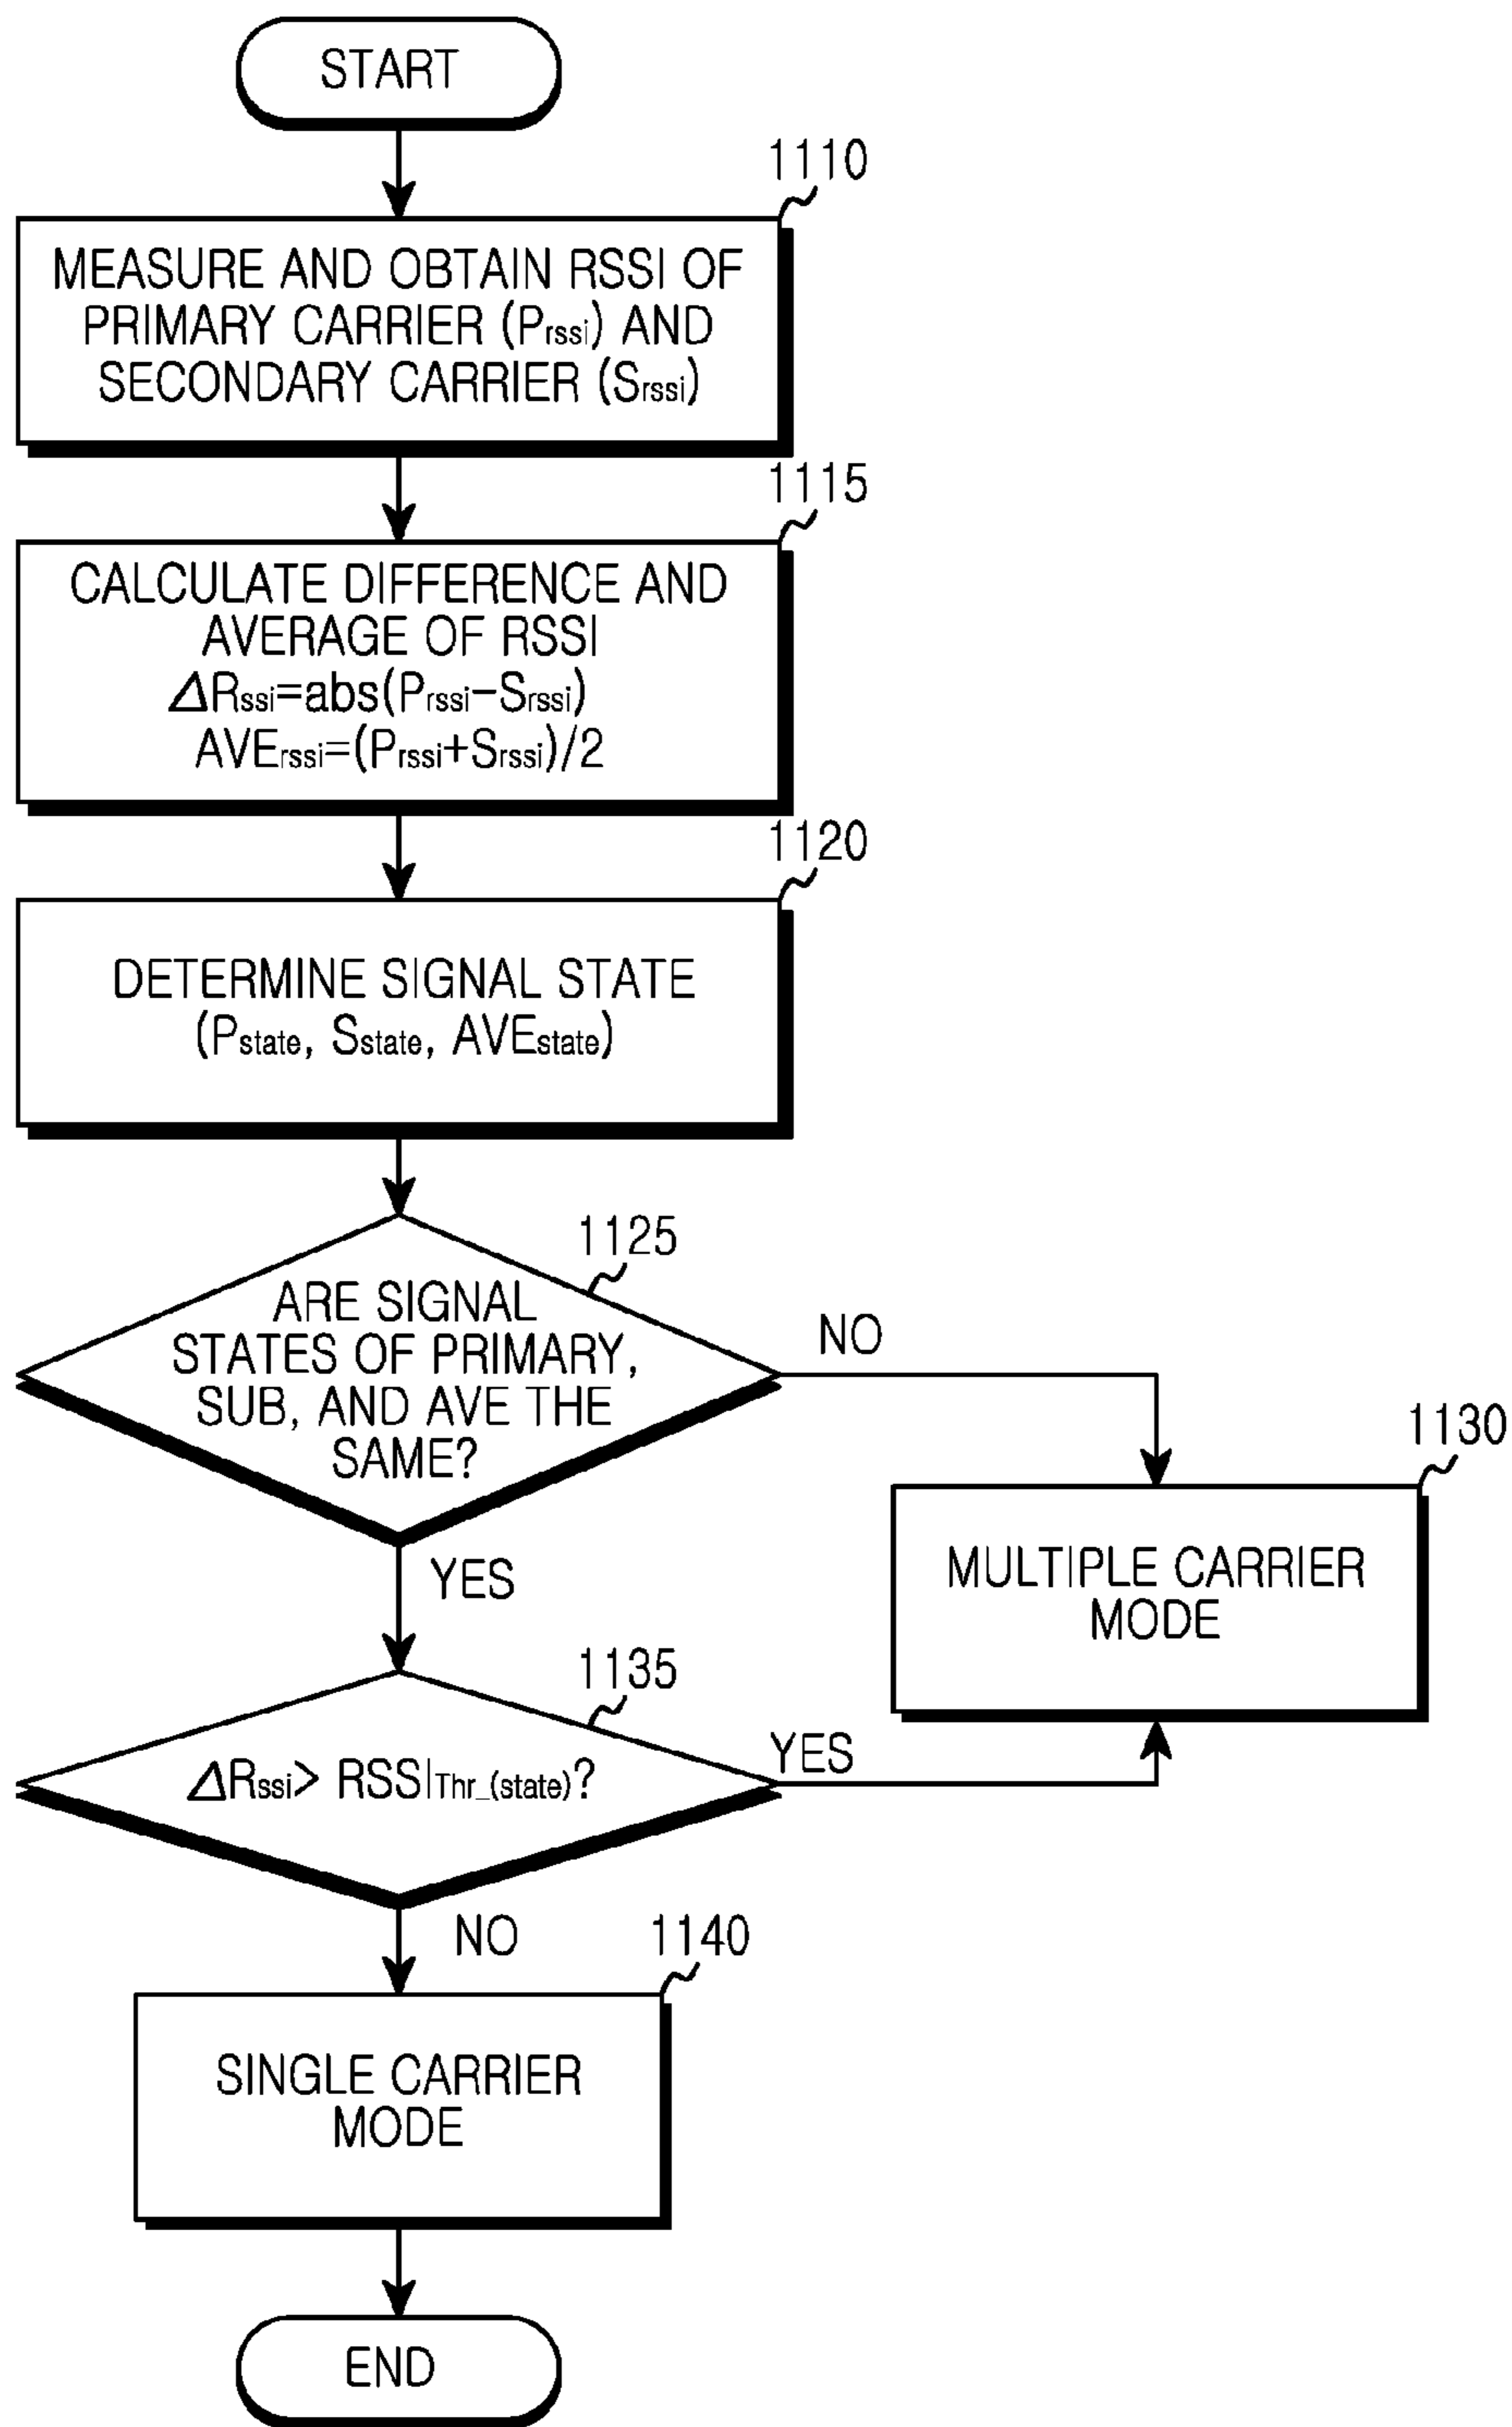 START
1110
MEASURE AND OBTAIN RSSI OF
PRIMARY CARRIER (Prssi) AND
SECONDARY CARRIER (Srssi)
1115
CALCULATE DIFFERENCE AND
AVERAGE OF RSSI
ΔRssi=abs(Prssi-Srssi)
AVErssi=(Prssi+Srssi)/2
1120
DETERMINE SIGNAL STATE
(Pstate, Sstate, AVEstate)
1125
ARE SIGNAL
STATES OF PRIMARY,
SUB, AND AVE THE
SAME?
NO
YES
1130
MULTIPLE CARRIER
MODE
1135
ΔRssi> RSSIThr_(state)?
YES
NO
1140
SINGLE CARRIER
MODE
END